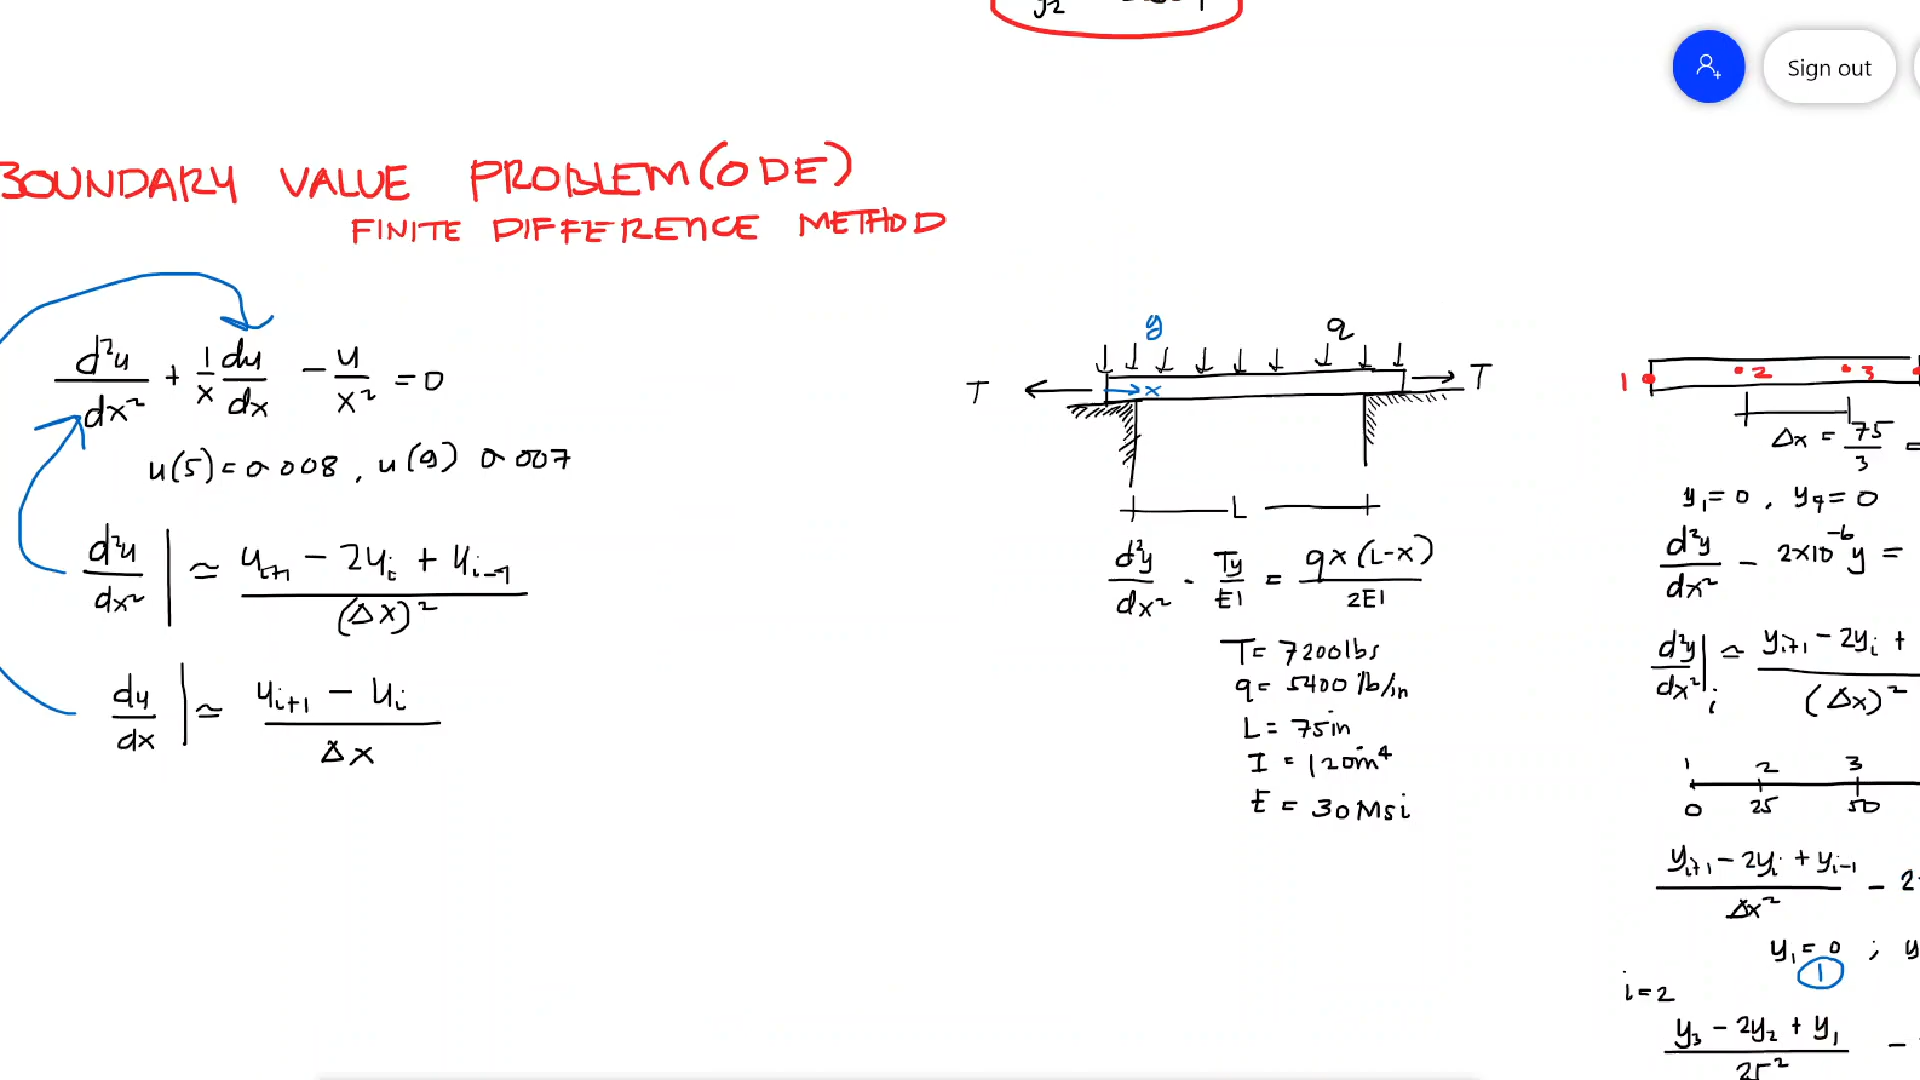 Sign out
BOUNDARY VALUE PROBLEM (ODE)
FINITE DIFFERENCE METHOD
d²u/dx² + 1/x du/dx - u/x² = 0
u(5) = 0.008, u(9) 0.007
d²u/dx² | ≃ u_{i+1} - 2u_i + u_{i-1} / (Δx)²
du/dx | ≃ u_{i+1} - u_i / Δx
y q
T x T
L
d²y/dx² - Ty/EI = qx(L-x)/2EI
T = 7200 lbs
q = 5400 lb/in
L = 75 in
I = 120 in⁴
E = 30 Msi
1 2 3
Δx = 75/3 =
y₁ = 0, y₄ = 0
d²y/dx² - 2x10⁻⁶y =
d²y/dx² |_i ≃ y_{i+1} - 2y_i + / (Δx)²
1 2 3
0 25 50
y_{i+1} - 2y_i + y_{i-1} / Δx² - 2
y₁ = 0 ; y
1
i = 2
y₃ - 2y₂ + y₁ / 25² -